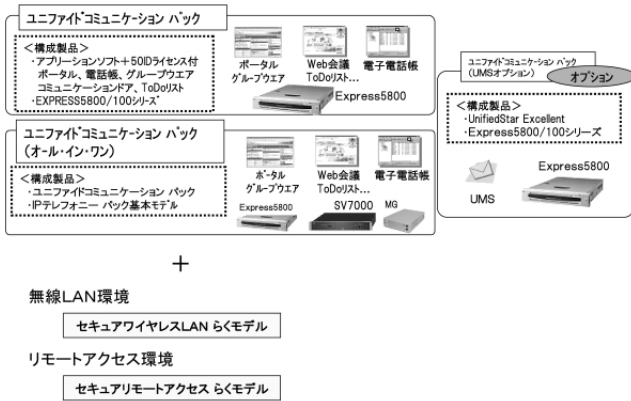 ユニファイドコミュニケーション パック
<構成製品>
・アプリーションソフト+50IDライセンス付
ポータル、電話帳、グループウエア
コミュニケーションドア、ToDoリスト
・EXPRESS5800/100シリーズ
ポータル
グループウエア
Web会議
ToDoリスト...
電子電話帳
Express5800
ユニファイドコミュニケーション パック
(オール・イン・ワン)
<構成製品>
・ユニファイドコミュニケーション パック
・IPテレフォニー パック基本モデル
ポータル
グループウエア
Web会議
ToDoリスト...
電子電話帳
Express5800
SV7000
MG
ユニファイドコミュニケーション パック
(UMSオプション)
オプション
<構成製品>
・UnifiedStar Excellent
・Express5800/100シリーズ
Express5800
UMS
+
無線LAN環境
セキュアワイヤレスLAN らくモデル
リモートアクセス環境
セキュアリモートアクセス らくモデル